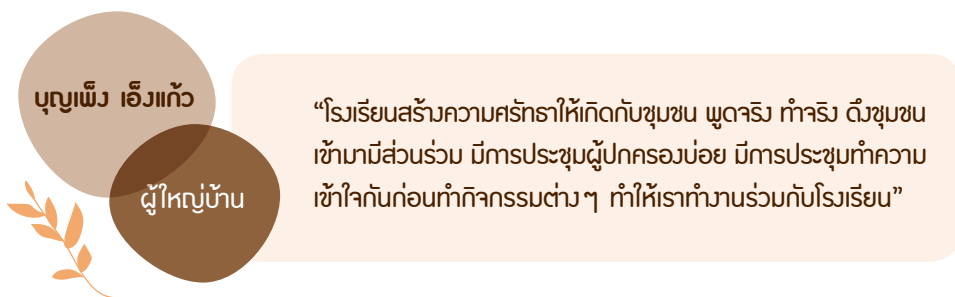 บุญเพ็ง เอ็งแก้ว
ผู้ใหญ่บ้าน
“โรงเรียนสร้างความศรัทธาให้เกิดกับชุมชน พูดจริง ทำจริง ดึงชุมชน
เข้ามามีส่วนร่วม มีการประชุมผู้ปกครองบ่อย มีการประชุมทำความ
เข้าใจกันก่อนทำกิจกรรมต่าง ๆ ทำให้เราทำงานร่วมกับโรงเรียน”